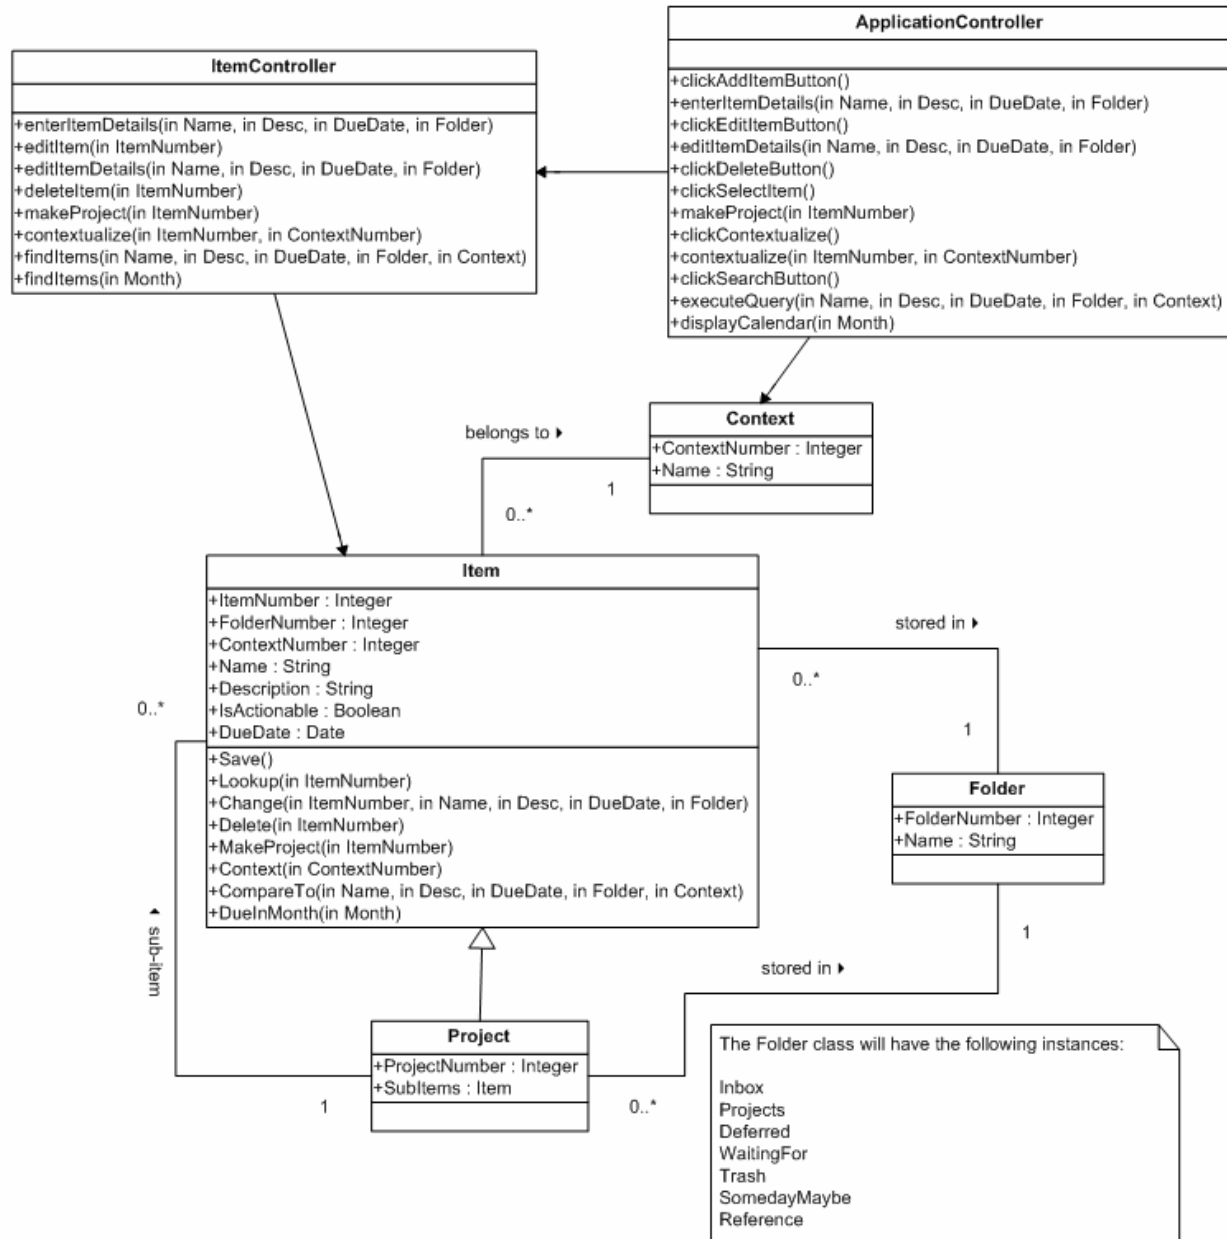 ApplicationController
+clickAddItemButton()
+enterItemDetails(in Name, in Desc, in DueDate, in Folder)
+clickEditItemButton()
+editItemDetails(in Name, in Desc, in DueDate, in Folder)
+clickDeleteButton()
+clickSelectItem()
+makeProject(in ItemNumber)
+clickContextualize()
+contextualize(in ItemNumber, in ContextNumber)
+clickSearchButton()
+executeQuery(in Name, in Desc, in DueDate, in Folder, in Context)
+displayCalendar(in Month)
ItemController
+enterItemDetails(in Name, in Desc, in DueDate, in Folder)
+editItem(in ItemNumber)
+editItemDetails(in Name, in Desc, in DueDate, in Folder)
+deleteItem(in ItemNumber)
+makeProject(in ItemNumber)
+contextualize(in ItemNumber, in ContextNumber)
+findItems(in Name, in Desc, in DueDate, in Folder, in Context)
+findItems(in Month)
Context
+ContextNumber : Integer
+Name : String
belongs to
1
0..*
Item
+ItemNumber : Integer
+FolderNumber : Integer
+ContextNumber : Integer
+Name : String
+Description : String
+IsActionable : Boolean
+DueDate : Date
+Save()
+Lookup(in ItemNumber)
+Change(in ItemNumber, in Name, in Desc, in DueDate, in Folder)
+Delete(in ItemNumber)
+MakeProject(in ItemNumber)
+Context(in ContextNumber)
+CompareTo(in Name, in Desc, in DueDate, in Folder, in Context)
+DueInMonth(in Month)
stored in
0..*
1
0..*
sub-item
1
Folder
+FolderNumber : Integer
+Name : String
1
stored in
0..*
Project
+ProjectNumber : Integer
+SubItems : Item
The Folder class will have the following instances:
Inbox
Projects
Deferred
WaitingFor
Trash
SomedayMaybe
Reference